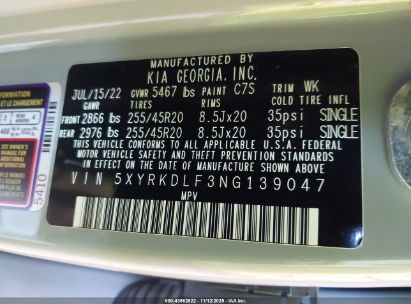 MANUFACTURED BY
KIA GEORGIA, INC.
JUL/15/22 GVWR 5467 lbs PAINT C7S TRIM WK
GAWR TIRES RIMS COLD TIRE INFL
FRONT 2866 lbs 255/45R20 8.5Jx20 35psi SINGLE
REAR 2976 lbs 255/45R20 8.5Jx20 35psi SINGLE
THIS VEHICLE CONFORMS TO ALL APPLICABLE U.S.A. FEDERAL
MOTOR VEHICLE SAFETY, BUMPER, AND THEFT PREVENTION STANDARDS
IN EFFECT ON THE DATE OF MANUFACTURE SHOWN ABOVE.
VIN 5XYRKDLF3NG139047
MPV
5410